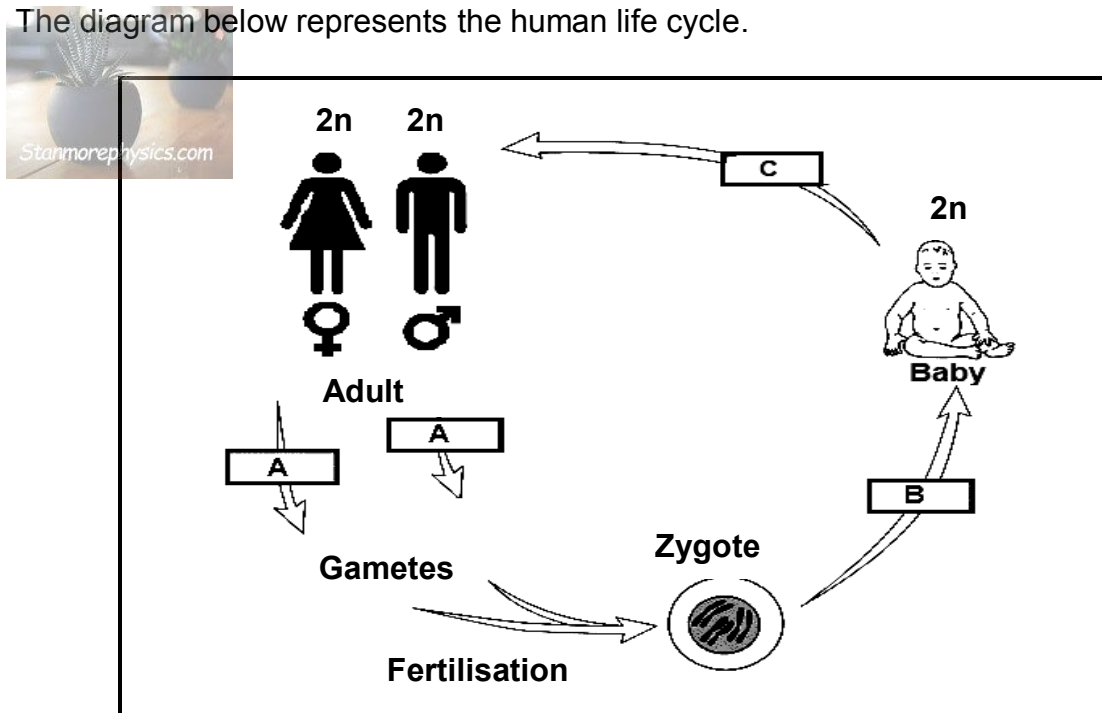 The diagram below represents the human life cycle.
Stanmorephysics.com
2n 2n
C
2n
Baby
Adult
A
A
B
Zygote
Gametes
Fertilisation